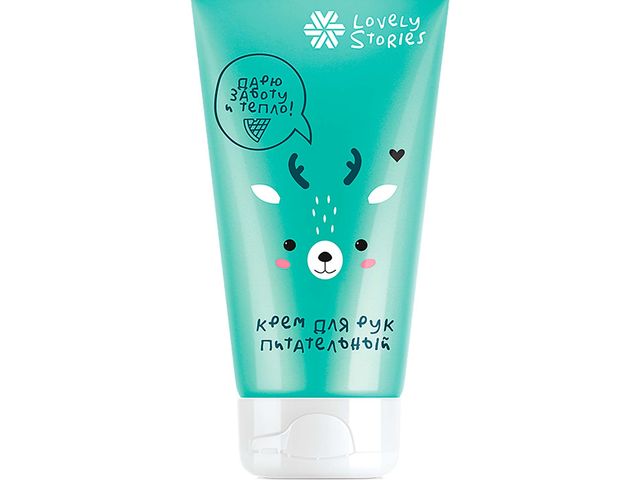 Lovely
Stories
Дарю
заботу
и тепло!
Крем для рук
питательный